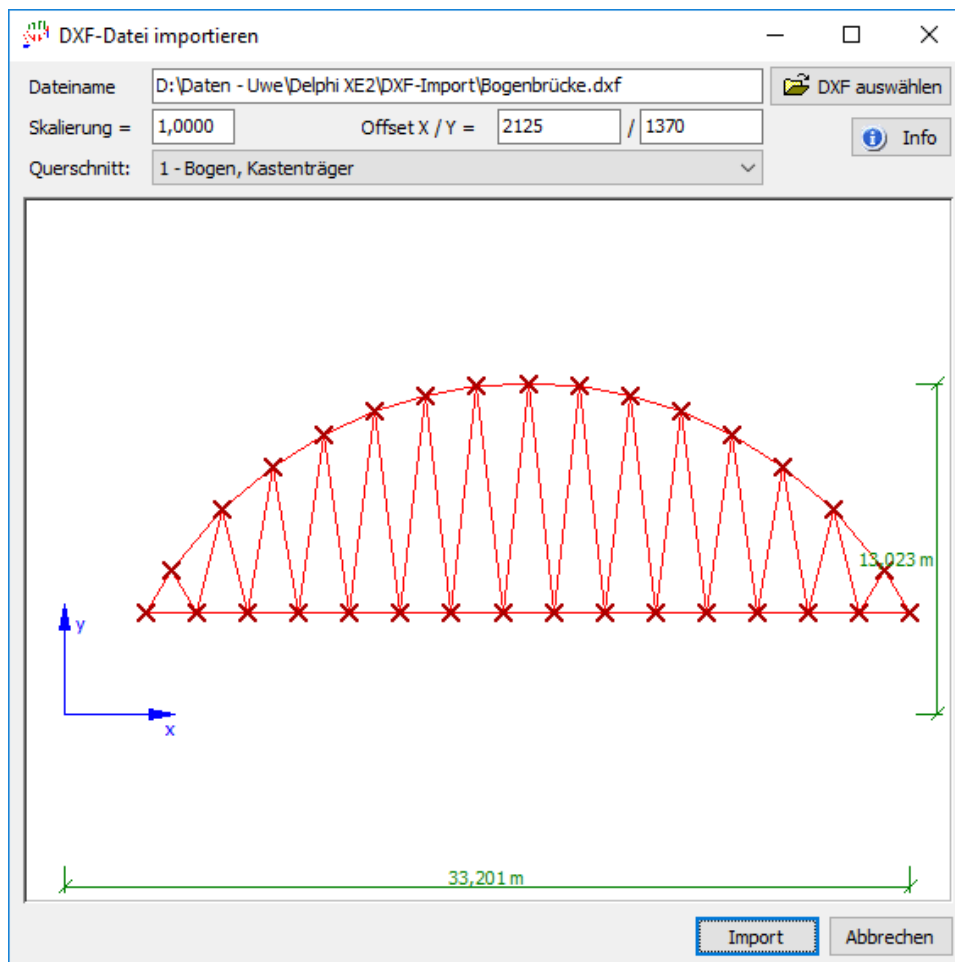 DXF-Datei importieren
Dateiname D:\Daten - Uwe\Delphi XE2\DXF-Import\Bogenbrücke.dxf DXF auswählen
Skalierung = 1,0000 Offset X / Y = 2125 / 1370 Info
Querschnitt: 1 - Bogen, Kastenträger
13,023 m
y
x
33,201 m
Import Abbrechen